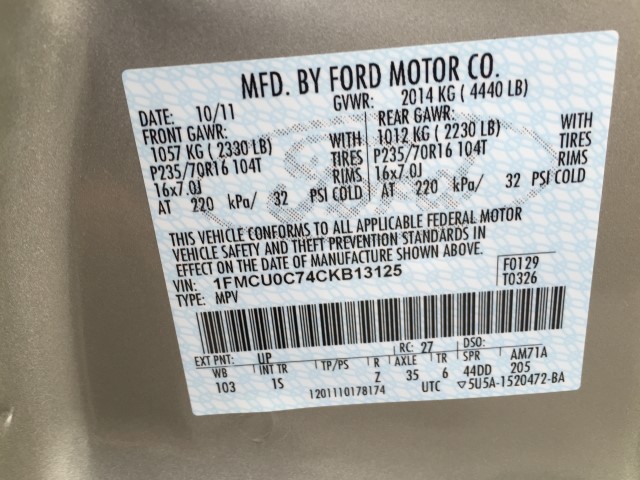 MFD. BY FORD MOTOR CO.
DATE: 10/11 GVWR: 2014 KG ( 4440 LB)
FRONT GAWR: REAR GAWR:
1057 KG ( 2330 LB) WITH 1012 KG ( 2230 LB) WITH
P235/70R16 104T TIRES P235/70R16 104T TIRES
16x7.0J RIMS 16x7.0J RIMS
AT 220 kPa/ 32 PSI COLD AT 220 kPa/ 32 PSI COLD
THIS VEHICLE CONFORMS TO ALL APPLICABLE FEDERAL MOTOR
VEHICLE SAFETY AND THEFT PREVENTION STANDARDS IN
EFFECT ON THE DATE OF MANUFACTURE SHOWN ABOVE.
VIN: 1FMCU0C74CKB13125 F0129
TYPE: MPV T0326
EXT PNT: UP RC: 27 DSO:
WB INT TR TP/PS R AXLE TR SPR AM71A
103 1S Z 35 6 44DD 205
1201110178174 UTC ▽5U5A-1520472-BA